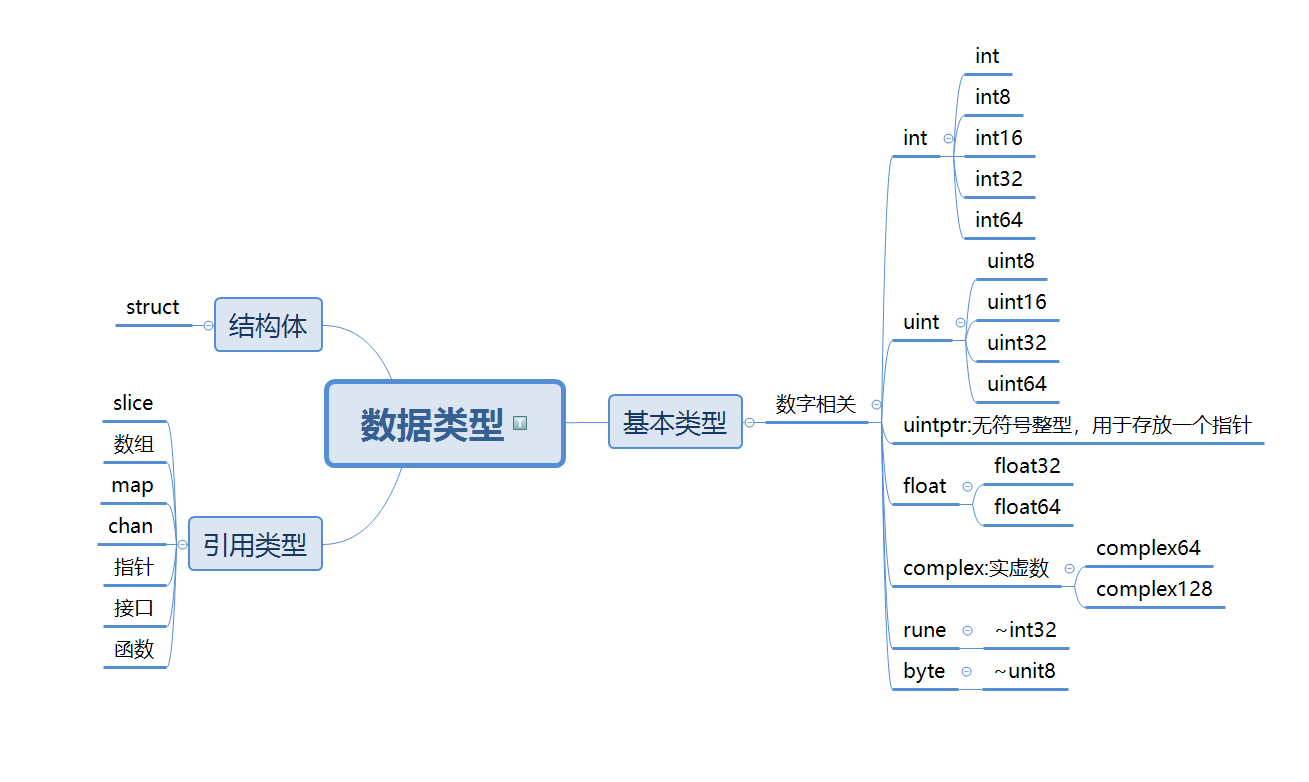 数据类型
结构体
struct
引用类型
slice
数组
map
chan
指针
接口
函数
基本类型
数字相关
int
int
int8
int16
int32
int64
uint
uint8
uint16
uint32
uint64
uintptr:无符号整型，用于存放一个指针
float
float32
float64
complex:实虚数
complex64
complex128
rune
~int32
byte
~unit8